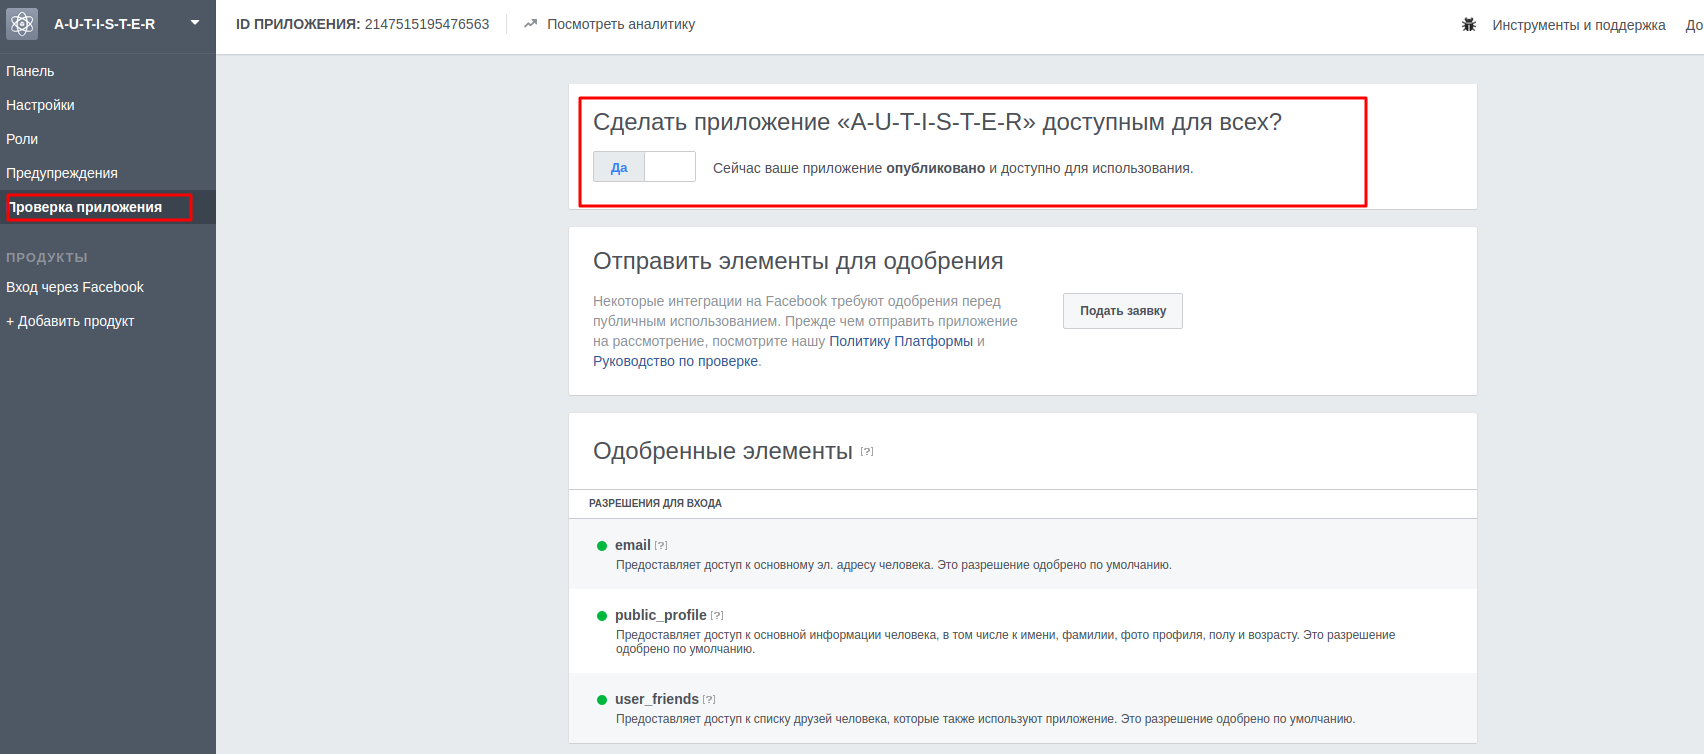 A-U-T-I-S-T-E-R
ID ПРИЛОЖЕНИЯ: 2147515195476563
Посмотреть аналитику
Инструменты и поддержка
До
Панель
Настройки
Роли
Предупреждения
Проверка приложения
ПРОДУКТЫ
Вход через Facebook
+ Добавить продукт
Сделать приложение «A-U-T-I-S-T-E-R» доступным для всех?
Да
Сейчас ваше приложение опубликовано и доступно для использования.
Отправить элементы для одобрения
Некоторые интеграции на Facebook требуют одобрения перед
публичным использованием. Прежде чем отправить приложение
на рассмотрение, посмотрите нашу Политику Платформы и
Руководство по проверке.
Подать заявку
Одобренные элементы [?]
РАЗРЕШЕНИЯ ДЛЯ ВХОДА
email [?]
Предоставляет доступ к основному эл. адресу человека. Это разрешение одобрено по умолчанию.
public_profile [?]
Предоставляет доступ к основной информации человека, в том числе к имени, фамилии, фото профиля, полу и возрасту. Это разрешение
одобрено по умолчанию.
user_friends [?]
Предоставляет доступ к списку друзей человека, которые также используют приложение. Это разрешение одобрено по умолчанию.